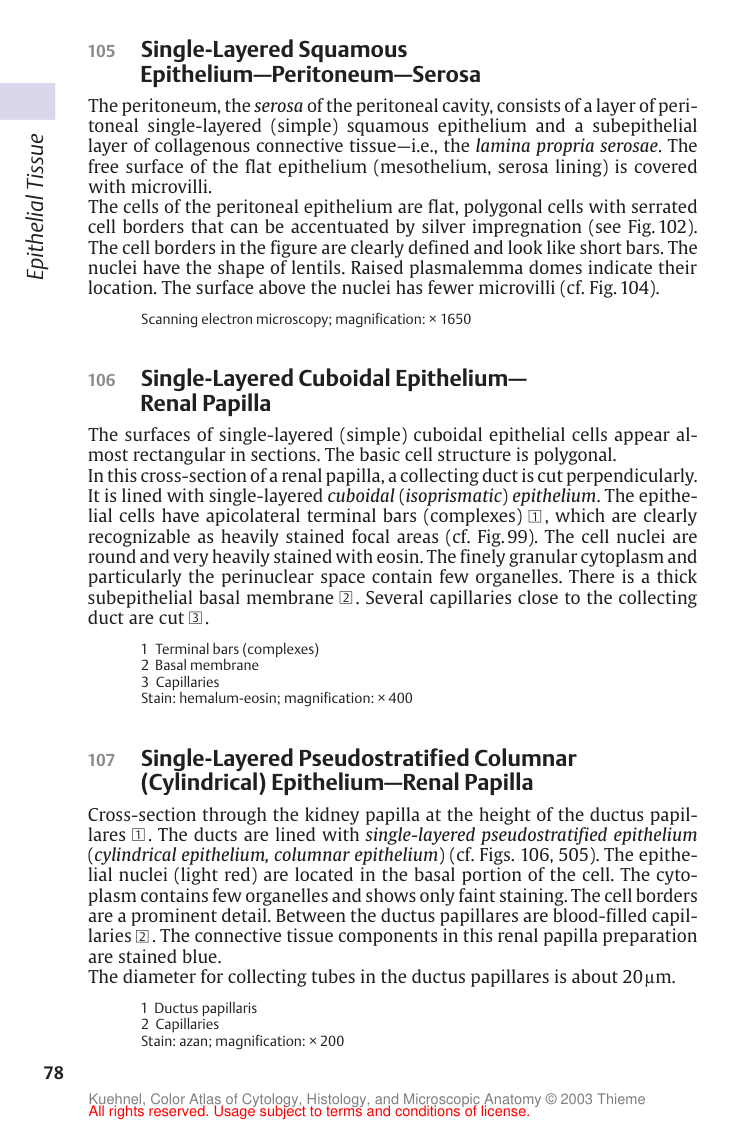 105 Single-Layered Squamous
Epithelium—Peritoneum—Serosa
Epithelial Tissue
The peritoneum, the serosa of the peritoneal cavity, consists of a layer of peri-
toneal single-layered (simple) squamous epithelium and a subepithelial
layer of collagenous connective tissue—i.e., the lamina propria serosae. The
free surface of the flat epithelium (mesothelium, serosa lining) is covered
with microvilli.
The cells of the peritoneal epithelium are flat, polygonal cells with serrated
cell borders that can be accentuated by silver impregnation (see Fig. 102).
The cell borders in the figure are clearly defined and look like short bars. The
nuclei have the shape of lentils. Raised plasmalemma domes indicate their
location. The surface above the nuclei has fewer microvilli (cf. Fig. 104).
Scanning electron microscopy; magnification: × 1650
106 Single-Layered Cuboidal Epithelium—
Renal Papilla
The surfaces of single-layered (simple) cuboidal epithelial cells appear al-
most rectangular in sections. The basic cell structure is polygonal.
In this cross-section of a renal papilla, a collecting duct is cut perpendicularly.
It is lined with single-layered cuboidal (isoprismatic) epithelium. The epithe-
lial cells have apicolateral terminal bars (complexes) 1, which are clearly
recognizable as heavily stained focal areas (cf. Fig. 99). The cell nuclei are
round and very heavily stained with eosin. The finely granular cytoplasm and
particularly the perinuclear space contain few organelles. There is a thick
subepithelial basal membrane 2. Several capillaries close to the collecting
duct are cut 3.
1 Terminal bars (complexes)
2 Basal membrane
3 Capillaries
Stain: hemalum-eosin; magnification: × 400
107 Single-Layered Pseudostratified Columnar
(Cylindrical) Epithelium—Renal Papilla
Cross-section through the kidney papilla at the height of the ductus papil-
lares 1. The ducts are lined with single-layered pseudostratified epithelium
(cylindrical epithelium, columnar epithelium) (cf. Figs. 106, 505). The epithe-
lial nuclei (light red) are located in the basal portion of the cell. The cyto-
plasm contains few organelles and shows only faint staining. The cell borders
are a prominent detail. Between the ductus papillares are blood-filled capil-
laries 2. The connective tissue components in this renal papilla preparation
are stained blue.
The diameter for collecting tubes in the ductus papillares is about 20 μm.
1 Ductus papillaris
2 Capillaries
Stain: azan; magnification: × 200
78
Kuehnel, Color Atlas of Cytology, Histology, and Microscopic Anatomy © 2003 Thieme
All rights reserved. Usage subject to terms and conditions of license.